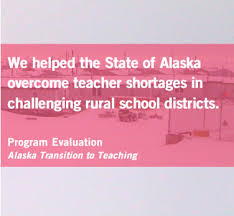 We helped the State of Alaska
overcome teacher shortages in
challenging rural school districts.
Program Evaluation
Alaska Transition to Teaching